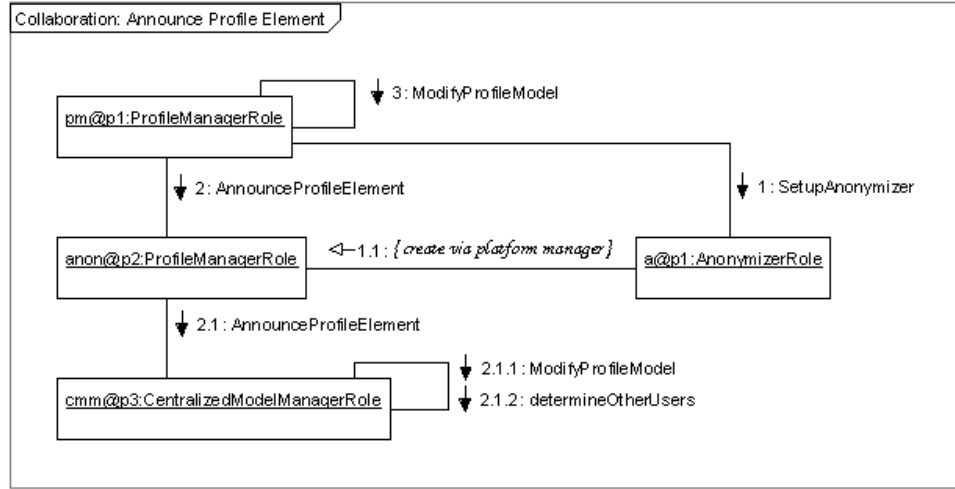 Collaboration: Announce Profile Element
3: ModifyProfileModel
pm@p1:ProfileManagerRole
2: AnnounceProfileElement
1: SetupAnonymizer
1.1: { create via platform manager}
anon@p2:ProfileManagerRole
a@p1:AnonymizerRole
2.1: AnnounceProfileElement
2.1.1: ModifyProfileModel
cmm@p3:CentralizedModelManagerRole
2.1.2: determineOtherUsers